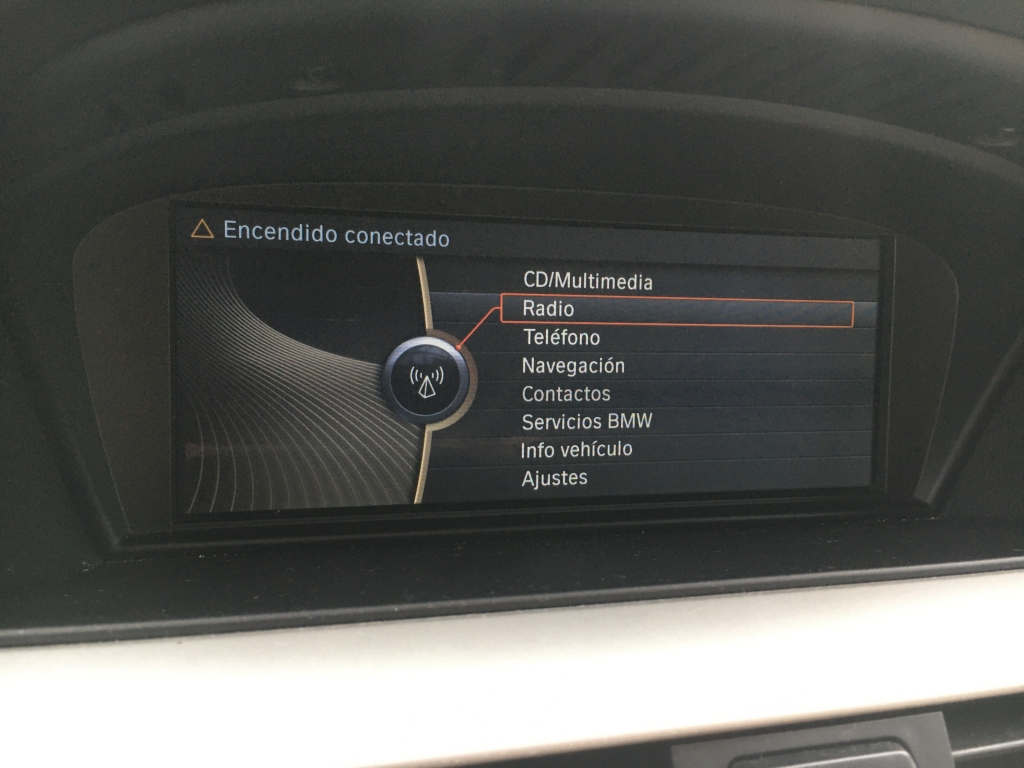 Encendido conectado
CD/Multimedia
Radio
Teléfono
Navegación
Contactos
Servicios BMW
Info vehículo
Ajustes